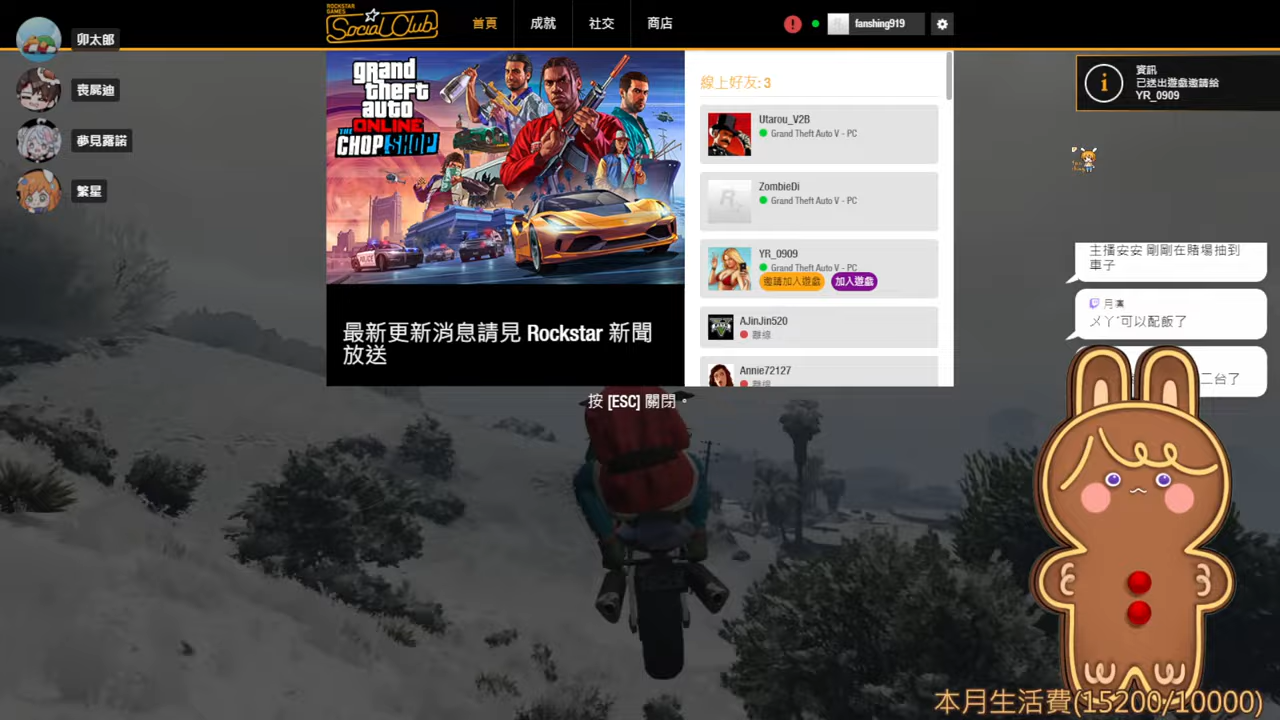 卯太郎
喪屍迪
夢見露諾
繁星
ROCKSTAR GAMES
Social Club
首頁
成就
社交
商店
fanshing919
grand
theft
auto
ONLINE
THE
CHOP SHOP
POLICE
最新更新消息請見 Rockstar 新聞
放送
線上好友: 3
Utarou_V2B
Grand Theft Auto V - PC
ZombieDi
Grand Theft Auto V - PC
YR_0909
Grand Theft Auto V - PC
邀請加入遊戲
加入遊戲
AJinJin520
離線
Annie72127
離線
按 [ESC] 關閉。
資訊
已送出遊戲邀請給
YR_0909
主播安安 剛剛在賭場抽到
車子
ㄨㄚˊ可以配飯了
二台了
本月生活費(15200/10000)